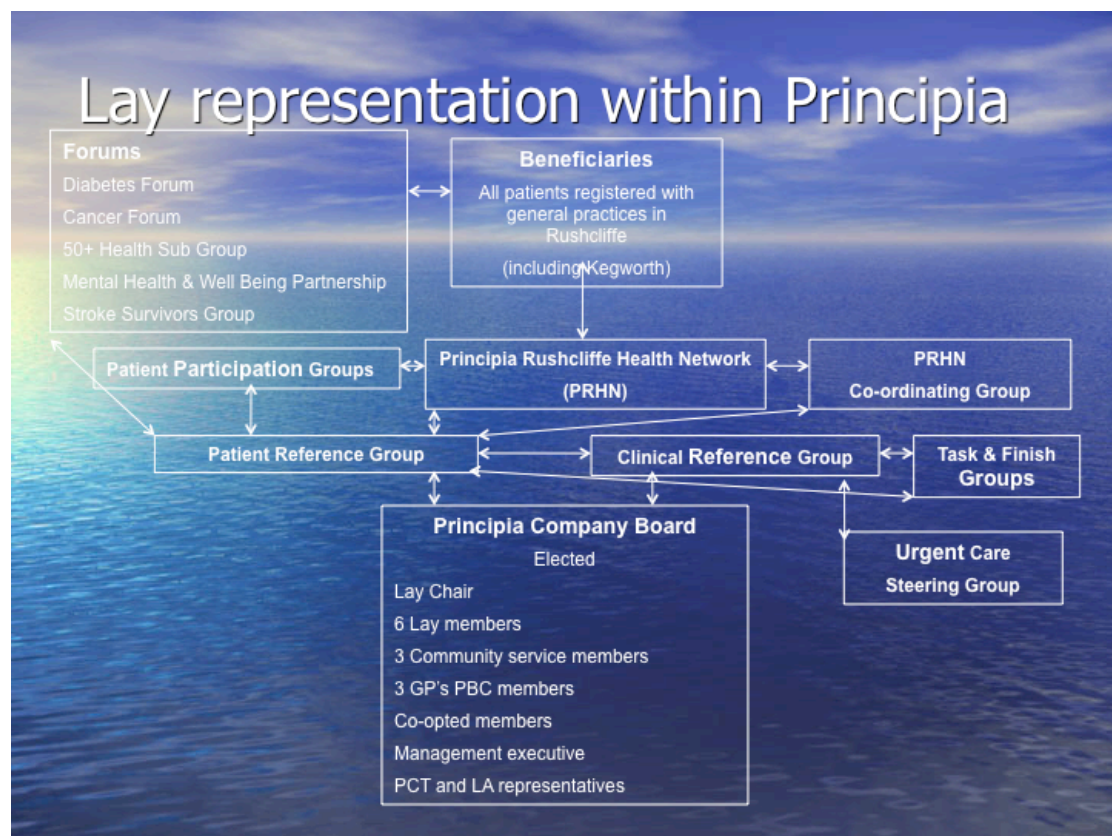 Lay representation within Principia
Forums
Diabetes Forum
Cancer Forum
50+ Health Sub Group
Mental Health & Well Being Partnership
Stroke Survivors Group
Beneficiaries
All patients registered with
general practices in
Rushcliffe
(including Kegworth)
Patient Participation Groups
Principia Rushcliffe Health Network
(PRHN)
PRHN
Co-ordinating Group
Patient Reference Group
Clinical Reference Group
Task & Finish
Groups
Principia Company Board
Elected
Lay Chair
6 Lay members
3 Community service members
3 GP's PBC members
Co-opted members
Management executive
PCT and LA representatives
Urgent Care
Steering Group